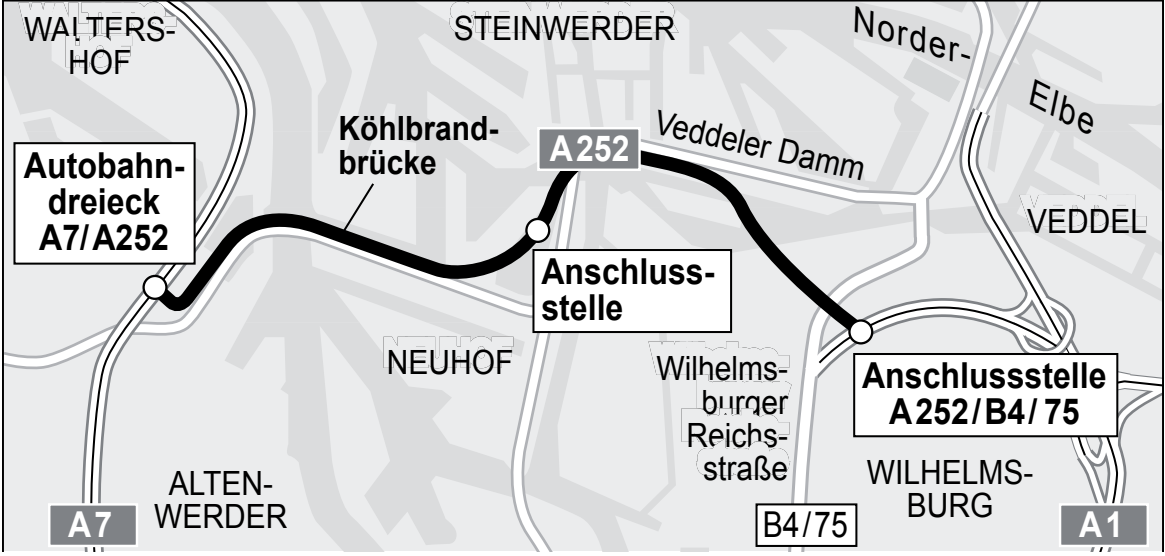 WALTERS-
HOF
STEINWERDER
Norder-
Elbe
Köhlbrand-
brücke
A252
Veddeler Damm
Autobahn-
dreieck
A7/A252
VEDDEL
Anschluss-
stelle
NEUHOF
Wilhelms-
burger
Reichs-
straße
Anschlussstelle
A252/B4/75
ALTEN-
WERDER
WILHELMS-
BURG
A7
B4/75
A1